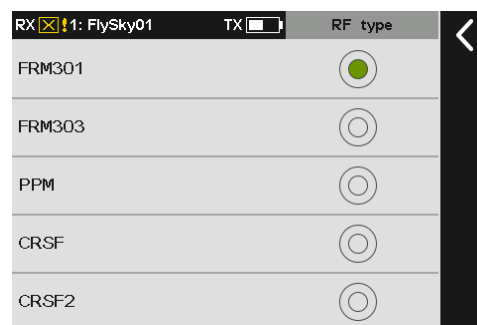 RX !1: FlySky01 TX RF type
FRM301
FRM303
PPM
CRSF
CRSF2